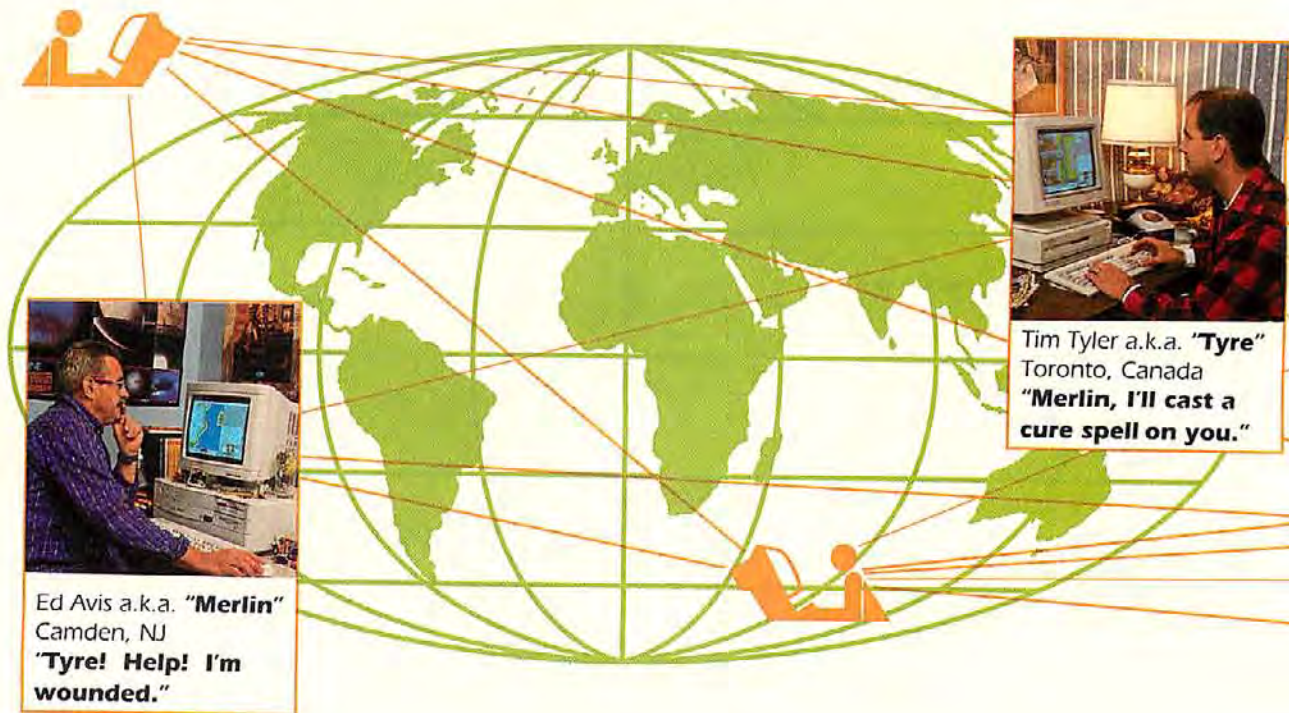 Tim Tyler a.k.a. "Tyre"
Toronto, Canada
"Merlin, I'll cast a
cure spell on you."
Ed Avis a.k.a. "Merlin"
Camden, NJ
"Tyre! Help! I'm
wounded."